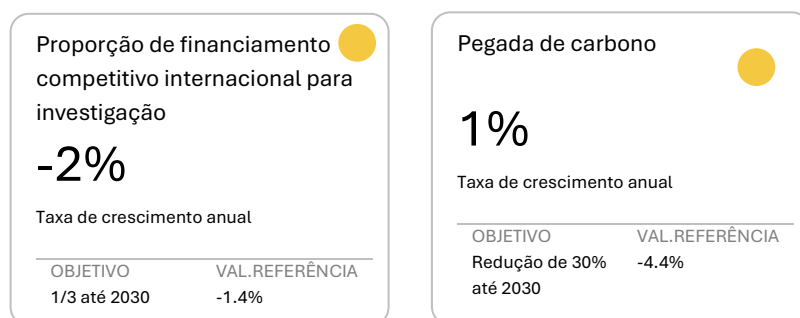 Proporção de financiamento
competitivo internacional para
investigação
-2%
Taxa de crescimento anual
OBJETIVO VAL.REFERÊNCIA
1/3 até 2030 -1.4%
Pegada de carbono
1%
Taxa de crescimento anual
OBJETIVO VAL.REFERÊNCIA
Redução de 30% -4.4%
até 2030